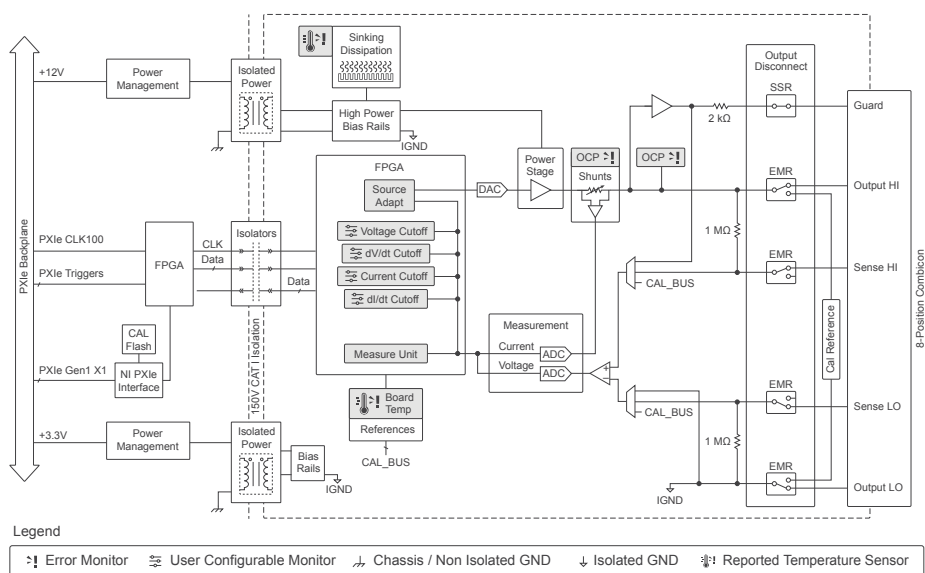 PXIe Backplane
+12V
Power
Management
Isolated
Power
Sinking
Dissipation
High Power
Bias Rails
IGND
FPGA
Source
Adapt
Voltage Cutoff
dV/dt Cutoff
Current Cutoff
dI/dt Cutoff
Measure Unit
Board
Temp
References
CAL_BUS
DAC
Power
Stage
OCP
Shunts
OCP
2 kΩ
Output
Disconnect
SSR
Guard
EMR
Output HI
1 MΩ
EMR
Sense HI
CAL_BUS
Cal Reference
8-Position Combicon
Measurement
Current
ADC
Voltage
ADC
+
−
CAL_BUS
EMR
Sense LO
1 MΩ
EMR
Output LO
IGND
PXIe CLK100
PXIe Triggers
FPGA
CLK
Data
Isolators
Data
CAL
Flash
PXIe Gen1 X1
NI PXIe
Interface
150V CAT I Isolation
+3.3V
Power
Management
Isolated
Power
Bias
Rails
IGND
Legend
Error Monitor
User Configurable Monitor
Chassis / Non Isolated GND
Isolated GND
Reported Temperature Sensor